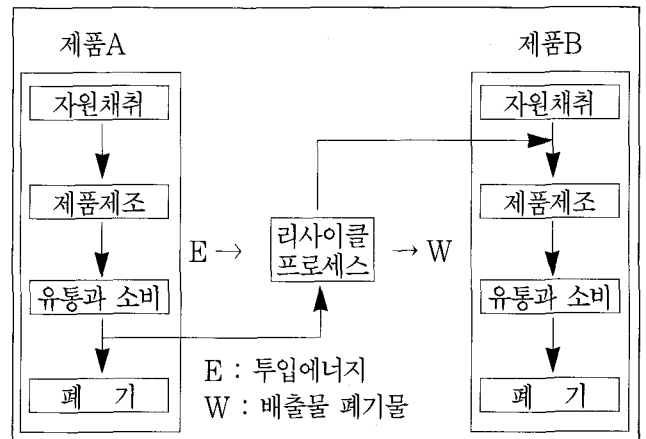 제품A
제품B
자원채취
제품제조
유통과 소비
폐 기
E →
리사이클
프로세스
→ W
자원채취
제품제조
유통과 소비
폐 기
E : 투입에너지
W : 배출물 폐기물